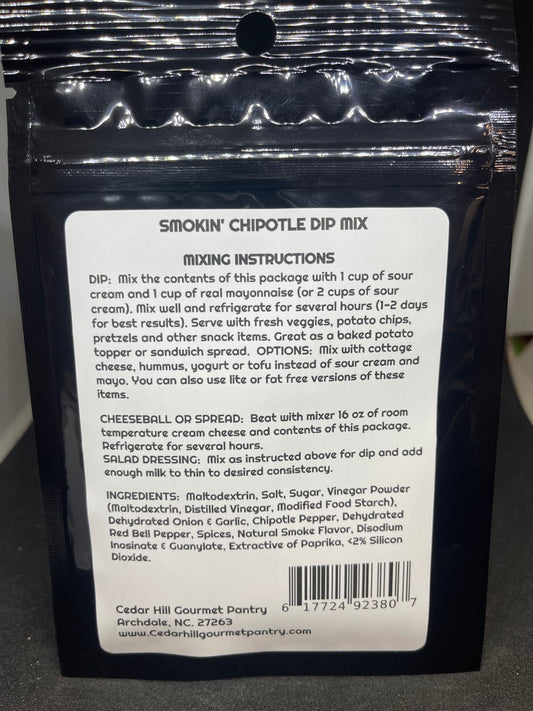 SMOKIN' CHIPOTLE DIP MIX
MIXING INSTRUCTIONS
DIP: Mix the contents of this package with 1 cup of sour
cream and 1 cup of real mayonnaise (or 2 cups of sour
cream). Mix well and refrigerate for several hours (1-2 days
for best results). Serve with fresh veggies, potato chips,
pretzels and other snack items. Great as a baked potato
topper or sandwich spread. OPTIONS: Mix with cottage
cheese, hummus, yogurt or tofu instead of sour cream and
mayo. You can also use lite or fat free versions of these
items.
CHEESEBALL OR SPREAD: Beat with mixer 16 oz of room
temperature cream cheese and contents of this package.
Refrigerate for several hours.
SALAD DRESSING: Mix as instructed above for dip and add
enough milk to thin to desired consistency.
INGREDIENTS: Maltodextrin, Salt, Sugar, Vinegar Powder
(Maltodextrin, Distilled Vinegar, Modified Food Starch),
Dehydrated Onion & Garlic, Chipotle Pepper, Dehydrated
Red Bell Pepper, Spices, Natural Smoke Flavor, Disodium
Inosinate & Guanylate, Extractive of Paprika, <2% Silicon
Dioxide.
6 17724 92380 7
Cedar Hill Gourmet Pantry
Archdale, NC. 27263
www.Cedarhillgourmetpantry.com